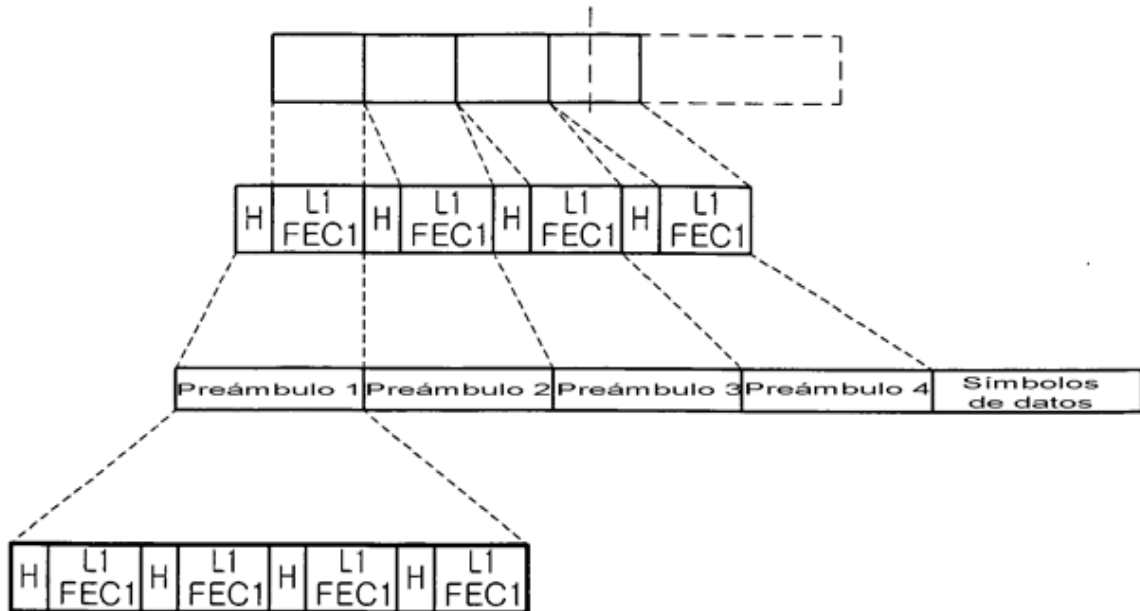 H L1 FEC1 H L1 FEC1 H L1 FEC1 H L1 FEC1
Preámbulo 1 Preámbulo 2 Preámbulo 3 Preámbulo 4 Símbolos de datos
H L1 FEC1 H L1 FEC1 H L1 FEC1 H L1 FEC1